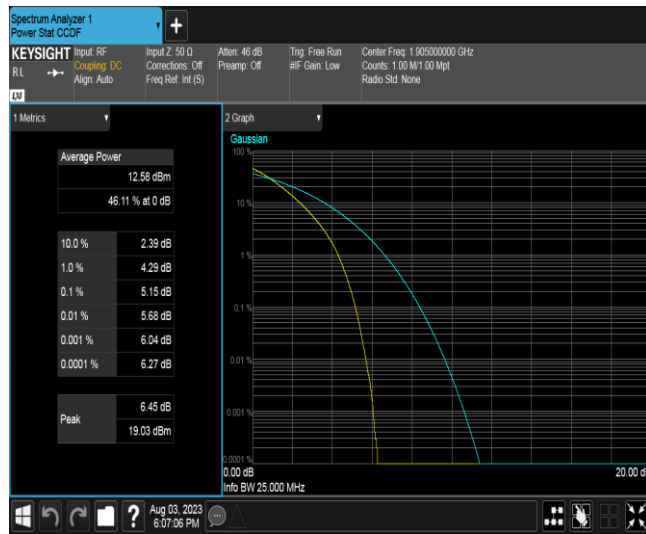 Spectrum Analyzer 1
Power Stat CCDF
+
KEYSIGHT
RL
LXI
Input: RF
Coupling: DC
Align: Auto
Input Z: 50 Ω
Corrections: Off
Freq Ref: Int (S)
Atten: 46 dB
Preamp: Off
Trig: Free Run
#IF Gain: Low
Center Freq: 1.905000000 GHz
Counts: 1.00 M/1.00 Mpt
Radio Std: None
1 Metrics
Average Power
12.58 dBm
46.11 % at 0 dB
10.0 % 2.39 dB
1.0 % 4.29 dB
0.1 % 5.15 dB
0.01 % 5.68 dB
0.001 % 6.04 dB
0.0001 % 6.27 dB
Peak
6.45 dB
19.03 dBm
2 Graph
Gaussian
100 %
10 %
1 %
0.1 %
0.01 %
0.001 %
0.0001 %
0.00 dB 20.00 d
Info BW 25.000 MHz
? Aug 03, 2023
6:07:06 PM